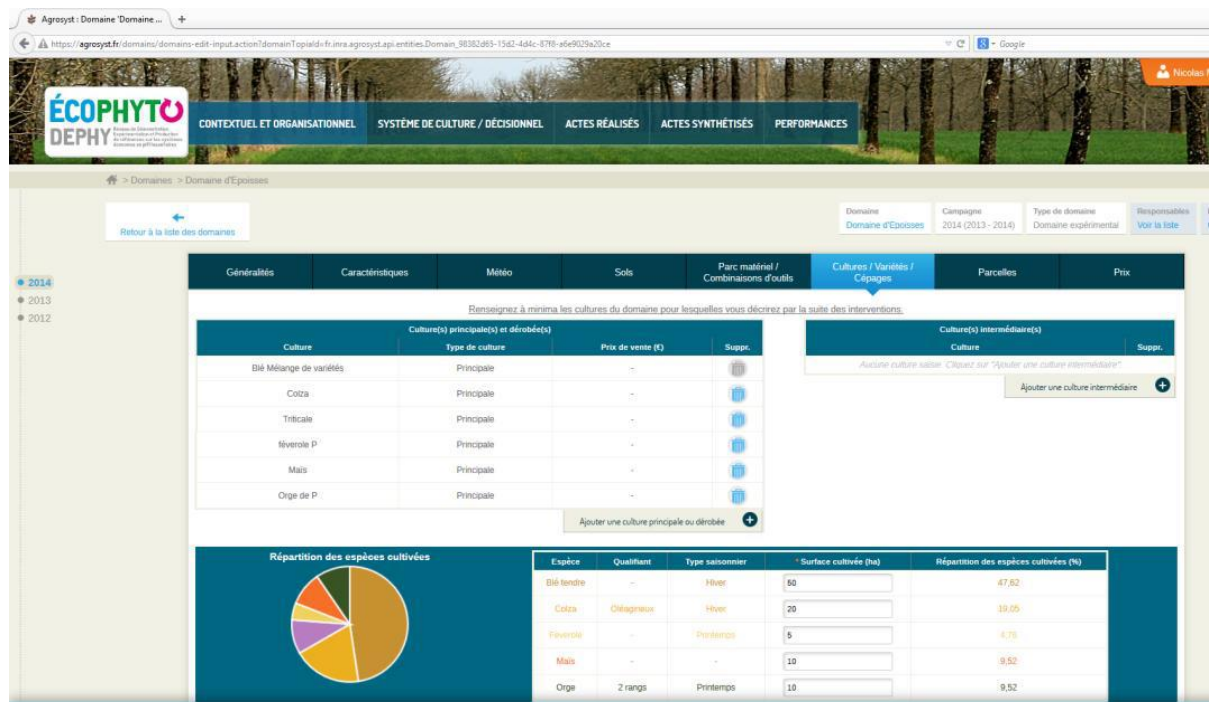 Agrosyst : Domaine 'Domaine ... +
https://agrosyst.fr/domains/domains-edit-input.action?domainTopiaId=fr.inra.agrosyst.api.entities.Domain_98382d65-15d2-4d4c-87f8-a6e9029a20ce
Google
Nicolas
ÉCOPHYTO
DEPHY
CONTEXTUEL ET ORGANISATIONNEL SYSTÈME DE CULTURE / DÉCISIONNEL ACTES RÉALISÉS ACTES SYNTHÉTISÉS PERFORMANCES
> Domaines > Domaine d'Epoisses
Retour à la liste des domaines
Domaine Campagne Type de domaine Responsables
Domaine d'Epoisses 2014 (2013 - 2014) Domaine expérimental Voir la liste
2014
2013
2012
Généralités Caractéristiques Météo Sols Parc matériel / Combinaisons d'outils Cultures / Variétés / Cépages Parcelles Prix
Renseignez à minima les cultures du domaine pour lesquelles vous décrirez par la suite des interventions.
Culture(s) principale(s) et dérobée(s)
Culture Type de culture Prix de vente (€) Suppr.
Blé Mélange de variétés Principale -
Colza Principale -
Triticale Principale -
féverole P Principale -
Maïs Principale -
Orge de P Principale -
Ajouter une culture principale ou dérobée
Culture(s) intermédiaire(s)
Culture Suppr.
Aucune culture saisie. Cliquez sur "Ajouter une culture intermédiaire".
Ajouter une culture intermédiaire
Répartition des espèces cultivées
Espèce Qualifiant Type saisonnier * Surface cultivée (ha) Répartition des espèces cultivées (%)
Blé tendre - Hiver 50 47,62
Colza Oléagineux Hiver 20 19,05
Féverole - Printemps 5 4,76
Maïs - - 10 9,52
Orge 2 rangs Printemps 10 9,52